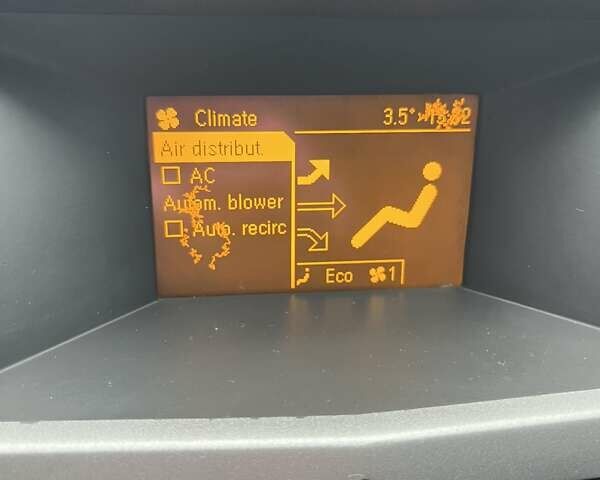 Climate 3.5°
Air distribut.
AC
Autom. blower
Auto. recirc
Eco 1